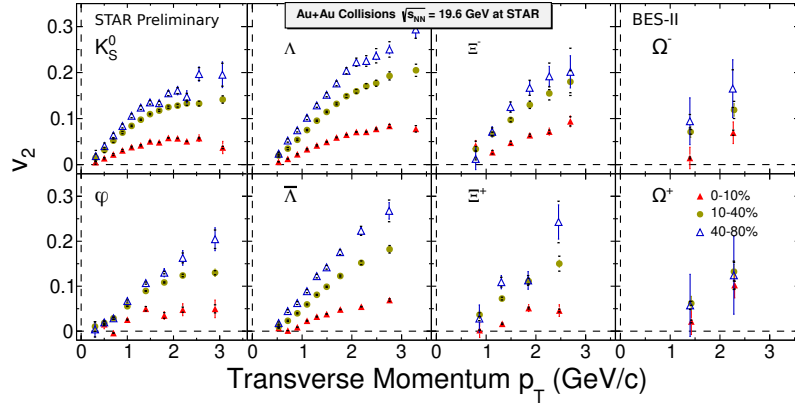 Au+Au Collisions √sNN = 19.6 GeV at STAR
STAR Preliminary
BES-II
K⁰S
Λ
Ξ⁻
Ω⁻
0.3
0.2
0.1
0
φ
Λ̅
Ξ⁺
Ω⁺
0-10%
10-40%
40-80%
0.3
0.2
0.1
0
v₂
0 1 2 3
0 1 2 3
0 1 2 3
0 1 2 3
Transverse Momentum pT (GeV/c)